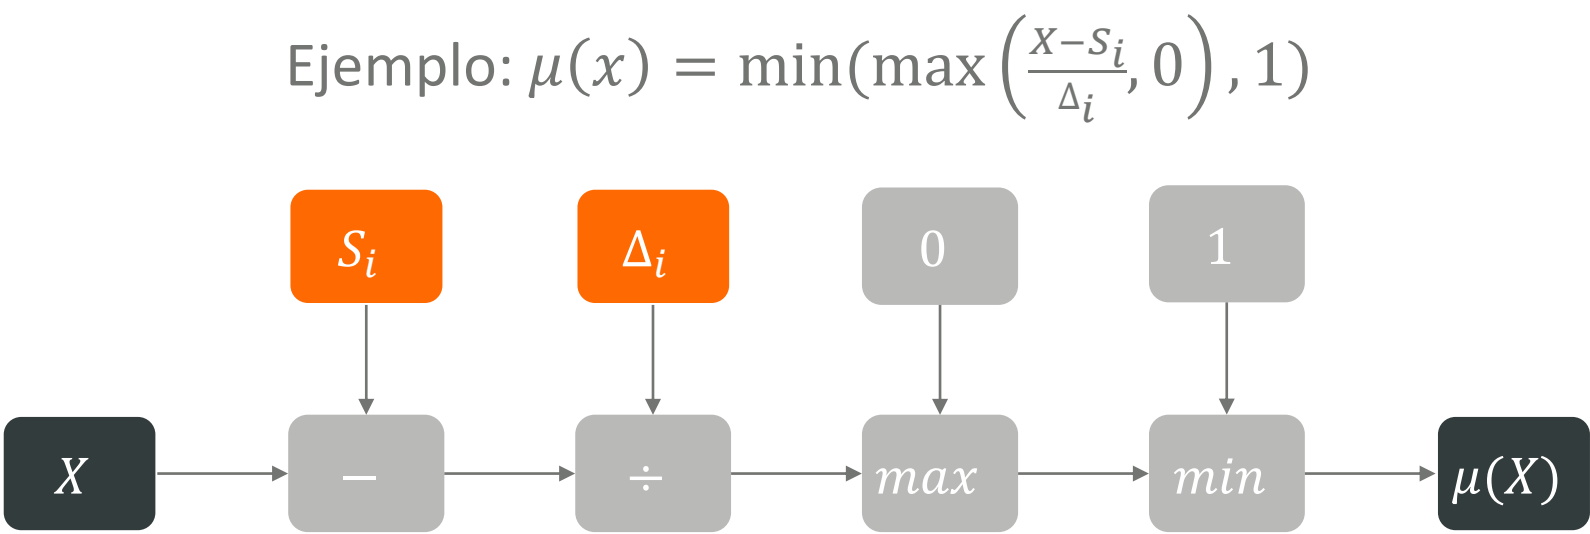 Ejemplo: μ(x) = min(max((X−S_i)/Δ_i, 0), 1)
S_i Δ_i 0 1
X − ÷ max min μ(X)